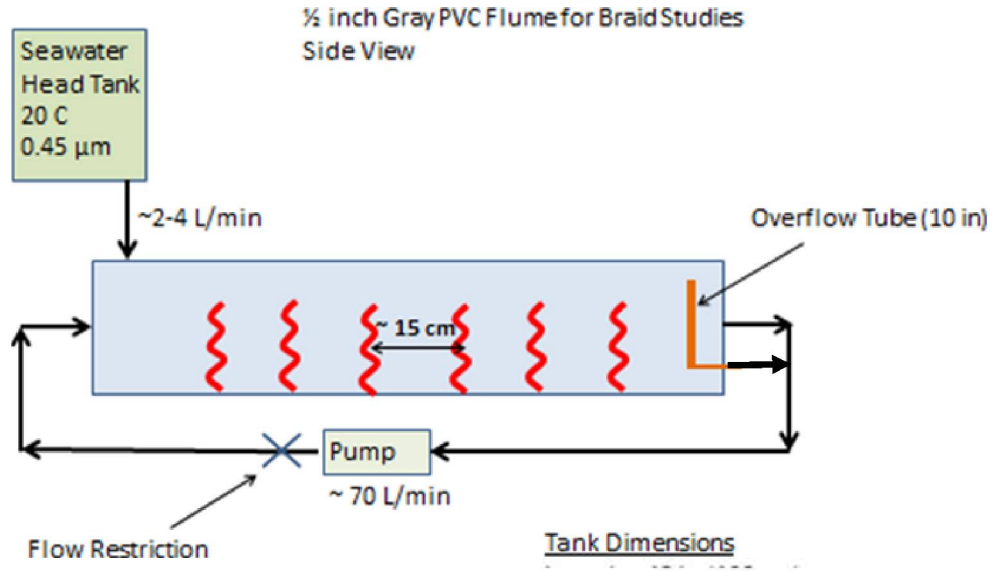 ½ inch Gray PVC Flume for Braid Studies
Side View
Seawater
Head Tank
20 C
0.45 µm
~2-4 L/min
Overflow Tube (10 in)
~ 15 cm
Pump
~ 70 L/min
Flow Restriction
Tank Dimensions